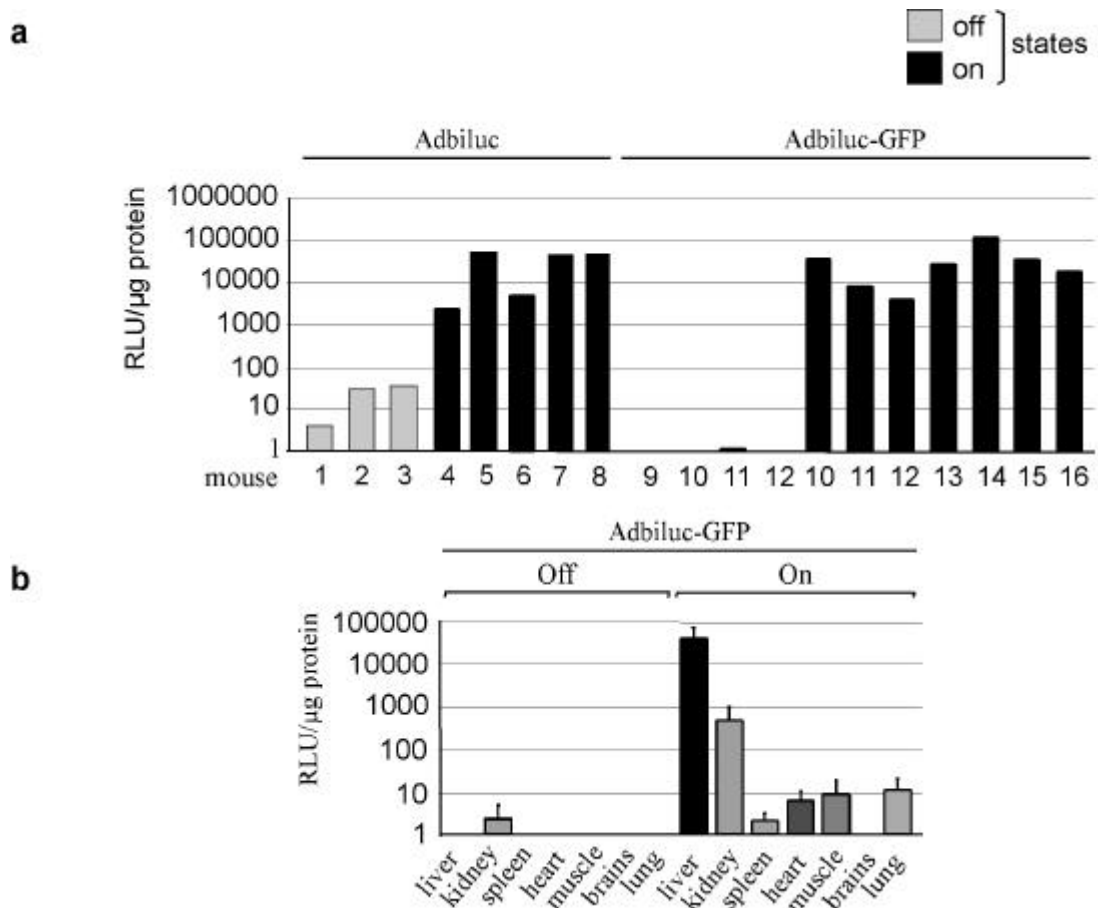 a
off
on
states
Adbiluc Adbiluc-GFP
RLU/µg protein
1000000
100000
10000
1000
100
10
1
mouse 1 2 3 4 5 6 7 8 9 10 11 12 10 11 12 13 14 15 16
b
Adbiluc-GFP
Off On
RLU/µg protein
100000
10000
1000
100
10
1
liver kidney spleen heart muscle brains lung liver kidney spleen heart muscle brains lung